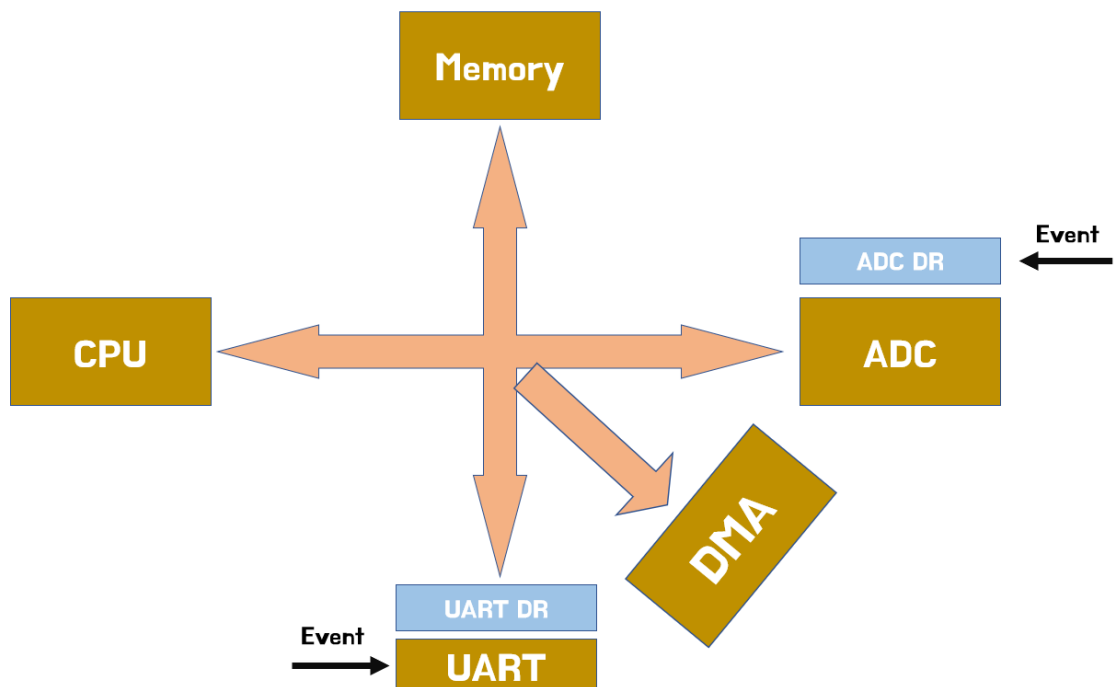 Memory
Event
ADC DR
CPU
ADC
DMA
UART DR
Event
UART